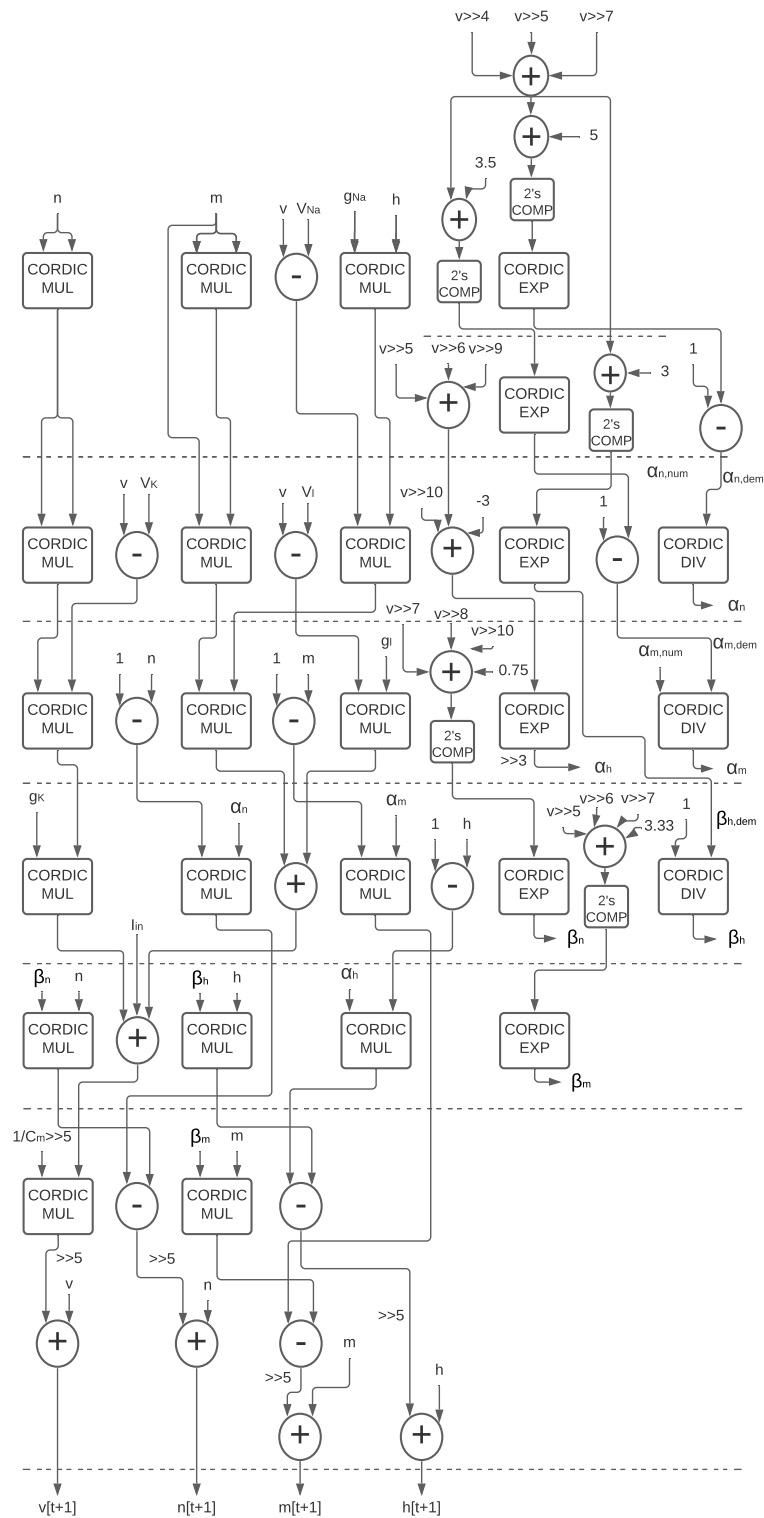 v>>4 v>>5 v>>7
+
+ 5
3.5
2's
COMP
n m v VNa gNa h
+
-
CORDIC
MUL
CORDIC
MUL
CORDIC
MUL
2's
COMP
CORDIC
EXP
v>>5 v>>6 v>>9 1
+ 3
CORDIC
EXP
+
2's
COMP
-
αn,num αn,dem
v VK v Vl v>>10 -3 1
CORDIC
MUL
-
CORDIC
MUL
-
CORDIC
MUL
+
CORDIC
EXP
-
CORDIC
DIV
αn
v>>7 v>>8
v>>10
0.75
1 n 1 m gl αm,num αm,dem
CORDIC
MUL
-
CORDIC
MUL
-
CORDIC
MUL
+
2's
COMP
CORDIC
EXP
CORDIC
DIV
>>3 αh αm
gK αn αm v>>5 v>>6 v>>7 1
3.33 βh,dem
1 h
CORDIC
MUL
CORDIC
MUL
+
CORDIC
MUL
-
CORDIC
EXP
+
2's
COMP
CORDIC
DIV
Iin βn βh
βn n βh h αh
CORDIC
MUL
+
CORDIC
MUL
CORDIC
MUL
CORDIC
EXP
βm
1/Cm>>5 βm m
CORDIC
MUL
-
CORDIC
MUL
-
>>5 >>5
v n >>5
+ + -
>>5 m h
+ +
v[t+1] n[t+1] m[t+1] h[t+1]